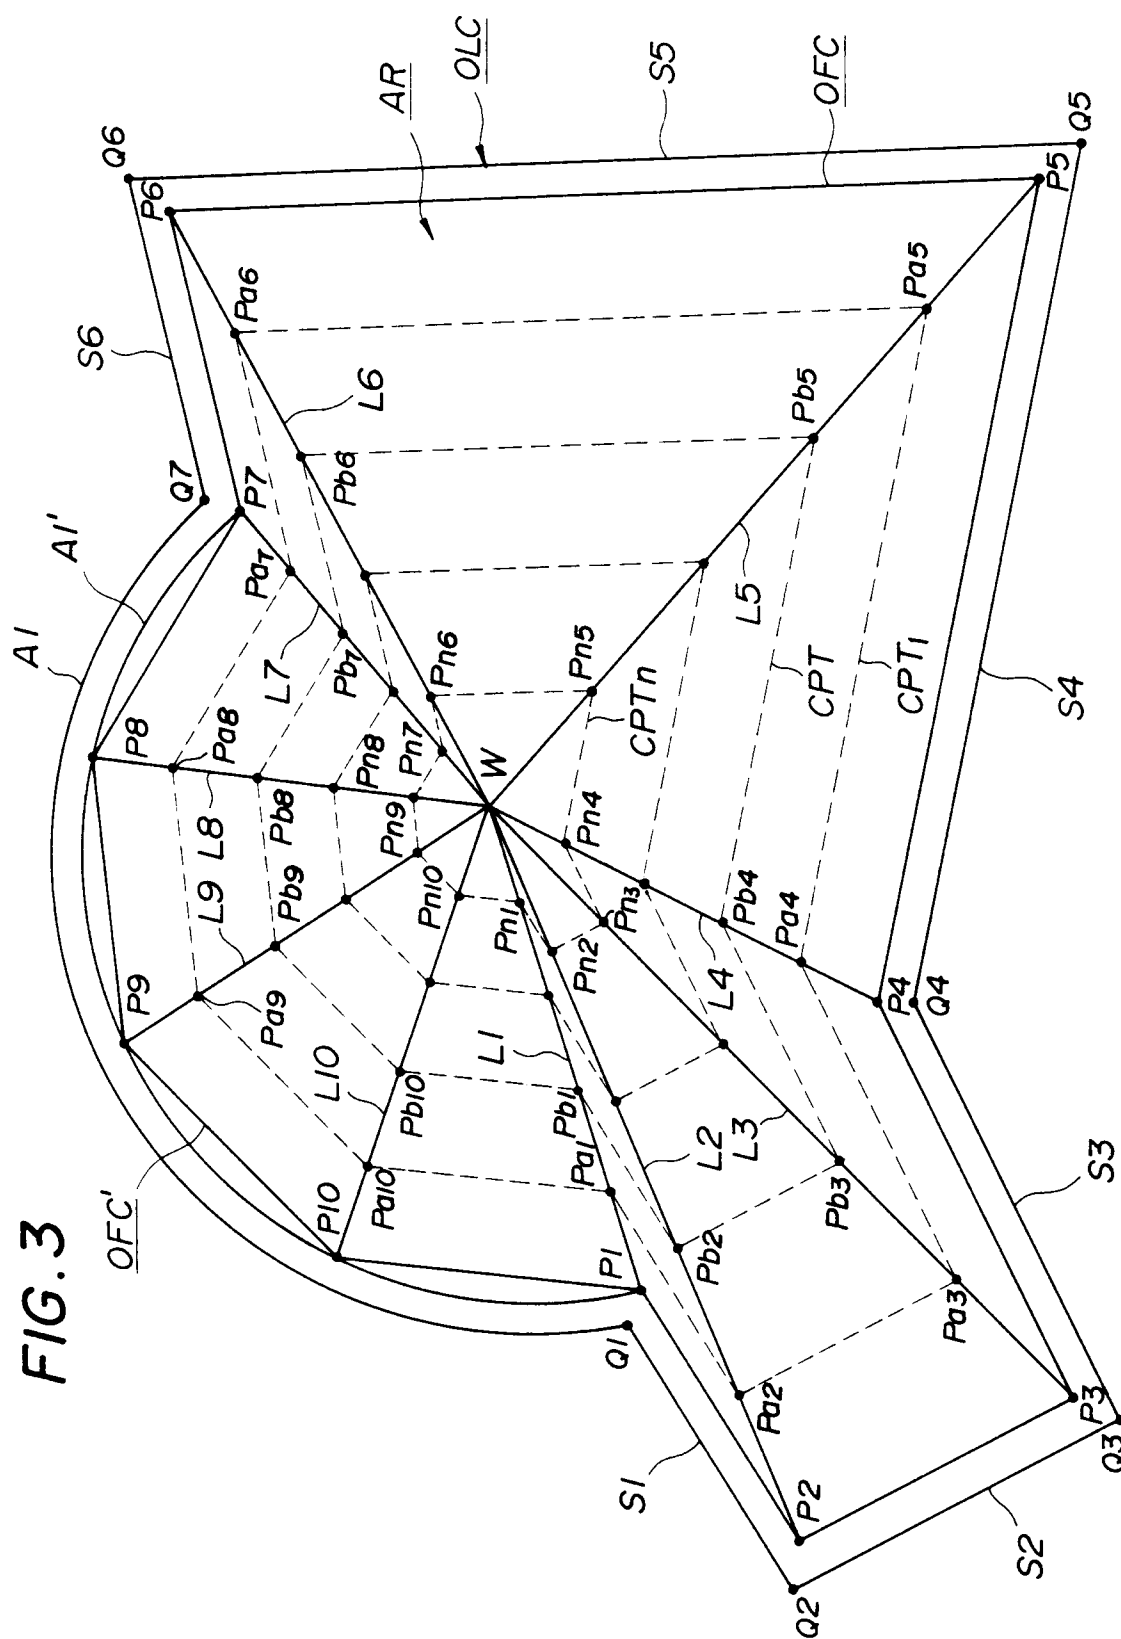 FIG. 3
Q6
P6
OLC
AR
S5
OFC
Q5
P5
S6
Pa6
Pa5
L6
Pb5
Pb6
Q7
P7
A1'
A1
Pa7
L7
Pb7
Pn6
Pn5
L5
CPT
CPT1
CPTn
S4
P8
Pa8
L8
Pb8
Pn8
Pn7
W
Pn9
L9
Pb9
Pn10
Pn1
Pn4
Pn3
Pn2
Pb4
Pa4
L4
P4
Q4
P9
Pa9
L10
L1
Pb10
Pb1
Pa1
L2
L3
OFC'
P10
Pa10
P1
Pb2
Pb3
S3
Q1
Pa3
Pa2
P3
Q3
S1
P2
S2
Q2